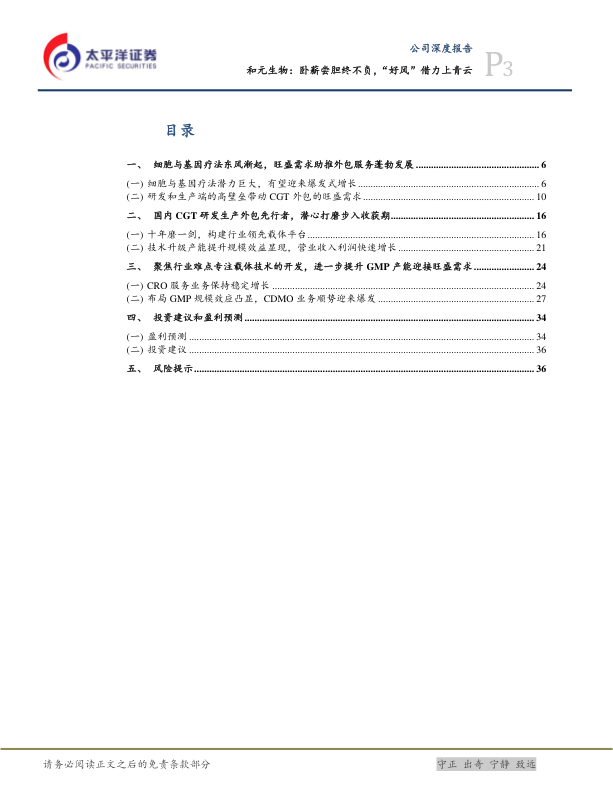 太平洋证券
PACIFIC SECURITIES
公司深度报告
和元生物：卧薪尝胆终不负，“好风”借力上青云
P3
目录
一、 细胞与基因疗法东风渐起，旺盛需求助推外包服务蓬勃发展 6
(一) 细胞与基因疗法潜力巨大，有望迎来爆发式增长 6
(二) 研发和生产端的高壁垒带动 CGT 外包的旺盛需求 10
二、 国内 CGT 研发生产外包先行者，潜心打磨步入收获期 16
(一) 十年磨一剑，构建行业领先载体平台 16
(二) 技术升级产能提升规模效益显现，营业收入利润快速增长 21
三、 聚焦行业难点专注载体技术的开发，进一步提升 GMP 产能迎接旺盛需求 24
(一) CRO 服务业务保持稳定增长 24
(二) 布局 GMP 规模效应凸显，CDMO 业务顺势迎来爆发 27
四、 投资建议和盈利预测 34
(一) 盈利预测 34
(二) 投资建议 36
五、 风险提示 36
请务必阅读正文之后的免责条款部分
守正 出奇 宁静 致远